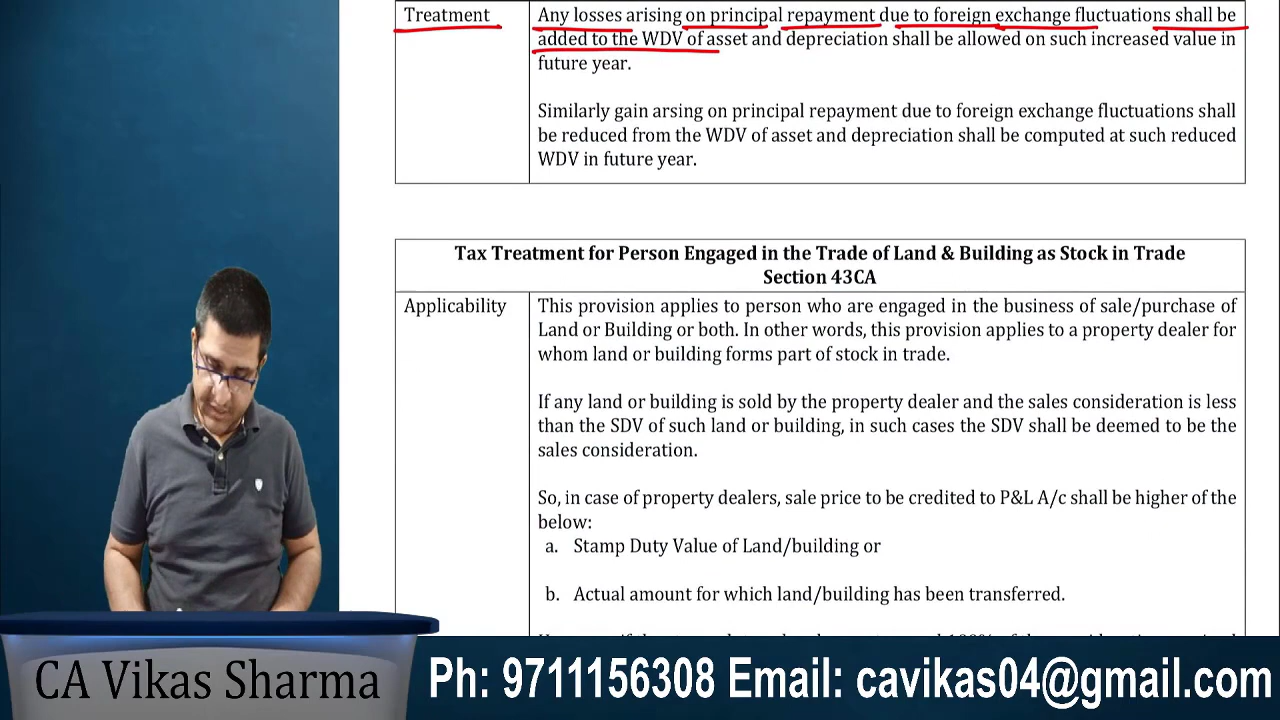 Treatment
Any losses arising on principal repayment due to foreign exchange fluctuations shall be
added to the WDV of asset and depreciation shall be allowed on such increased value in
future year.
Similarly gain arsing on principal repayment due to foreign exchange fluctuations shall
be reduced from the WDV of asset and depreciation shall be computed at such reduced
WDV in future year.
Tax Treatment for Person Engaged in the Trade of Land & Building as Stock in Trade
Section 43CA
Applicability
This provision applies to person who are engaged in the business of sale/purchase of
Land or Building or both. In other words, this provision applies to a property dealer for
whom land or building forms part of stock in trade.
If any land or building is sold by the property dealer and the sales consideration is less
than the SDV of such land or building, in such cases the SDV shall be deemed to be the
sales consideration.
So, in case of property dealers, sale price to be credited to P&L A/c shall be higher of the
below:
a. Stamp Duty Value of Land/building or
b. Actual amount for which land/building has been transferred.
CA Vikas Sharma
Ph: 9711156308 Email: cavikas04@gmail.com